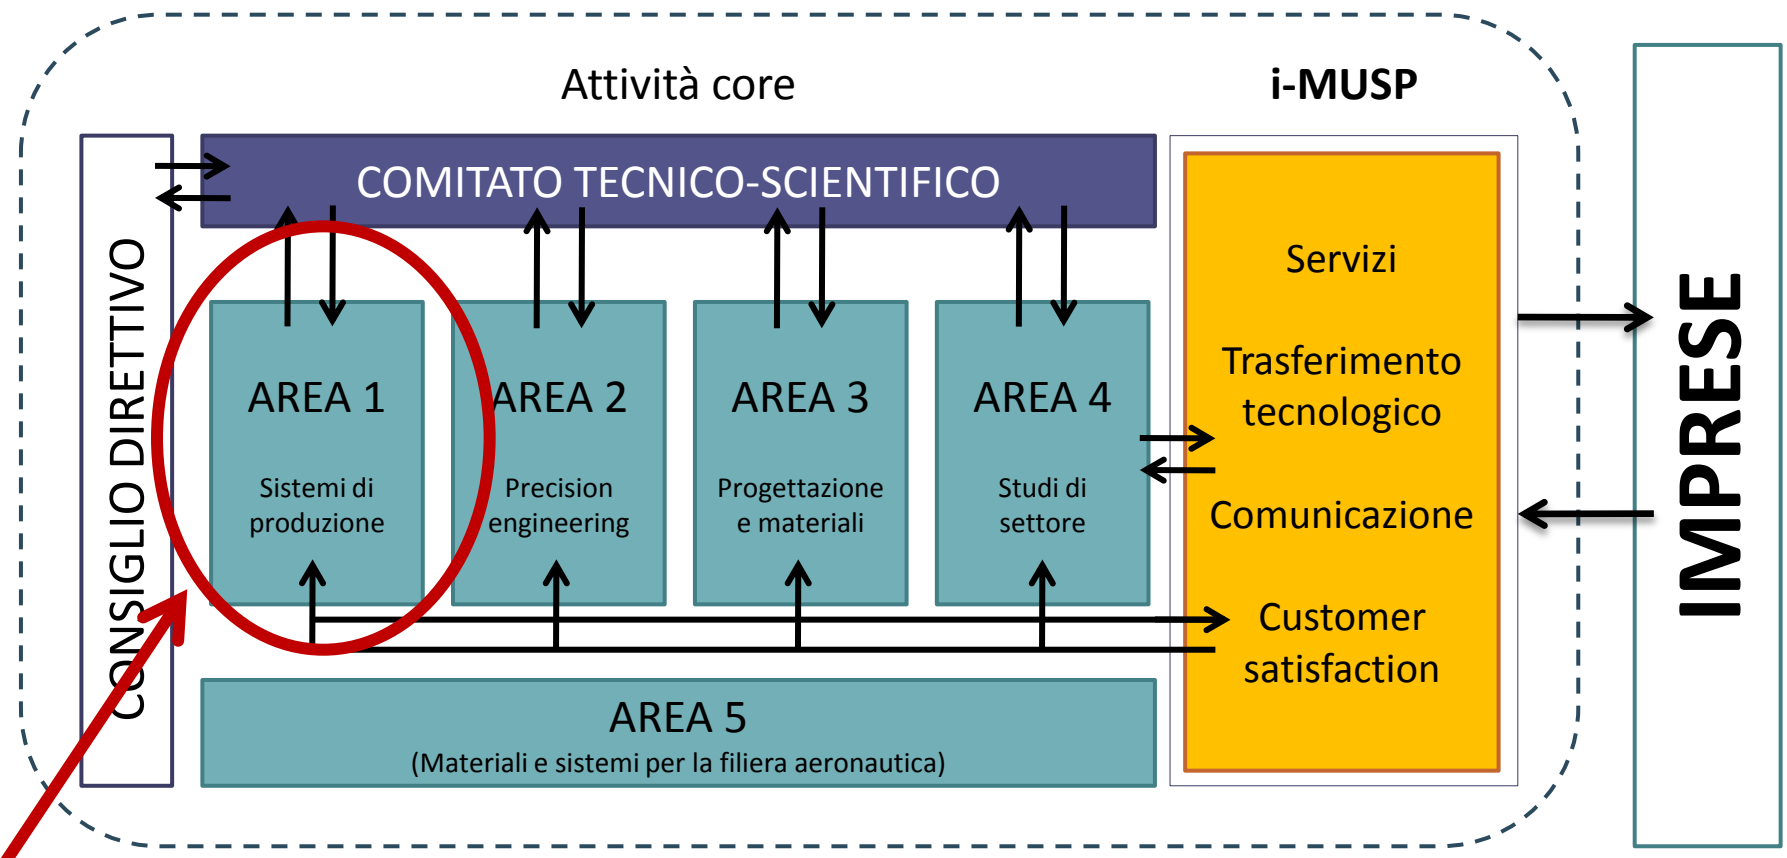 Attività core
i-MUSP
CONSIGLIO DIRETTIVO
COMITATO TECNICO-SCIENTIFICO
AREA 1
Sistemi di
produzione
AREA 2
Precision
engineering
AREA 3
Progettazione
e materiali
AREA 4
Studi di
settore
AREA 5
(Materiali e sistemi per la filiera aeronautica)
Servizi
Trasferimento
tecnologico
Comunicazione
Customer
satisfaction
IMPRESE